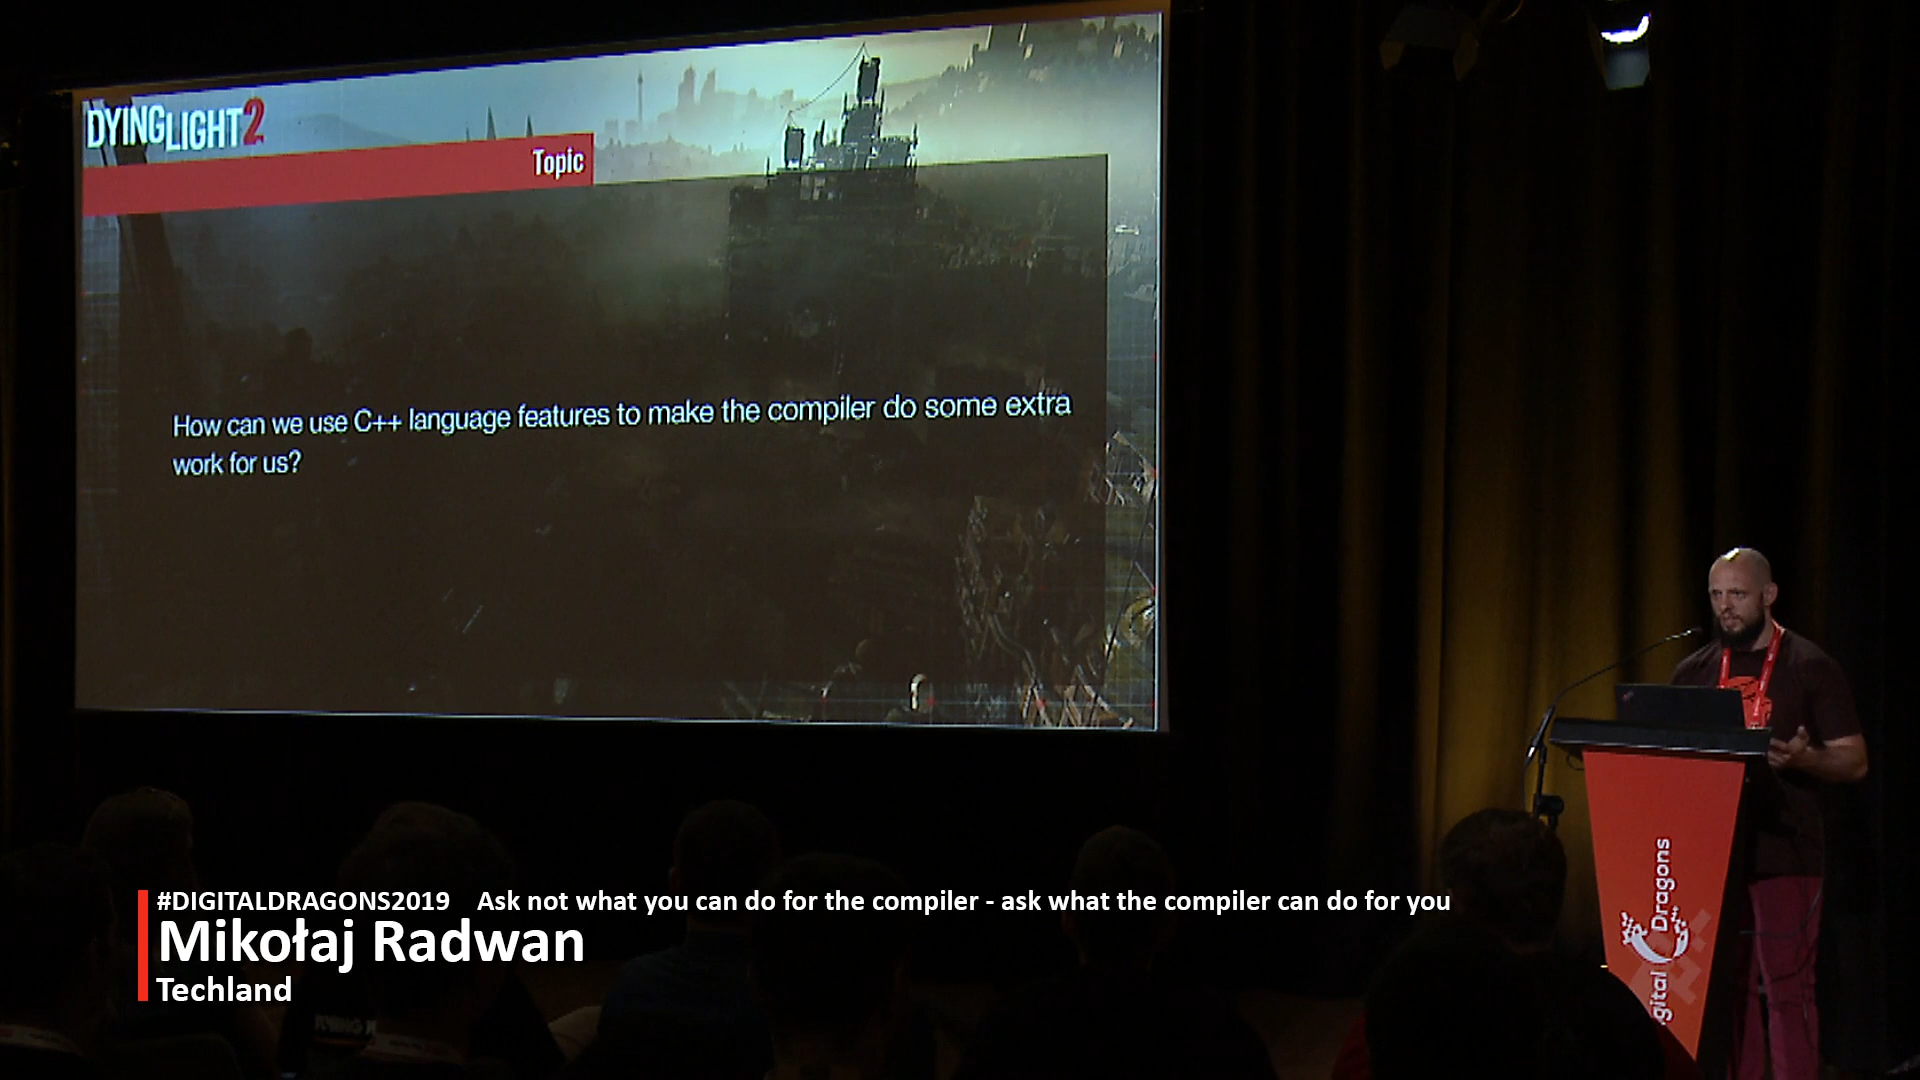 DYING LIGHT 2
Topic
How can we use C++ language features to make the compiler do some extra
work for us?
#DIGITALDRAGONS2019 Ask not what you can do for the compiler - ask what the compiler can do for you
Mikołaj Radwan
Techland
Digital Dragons